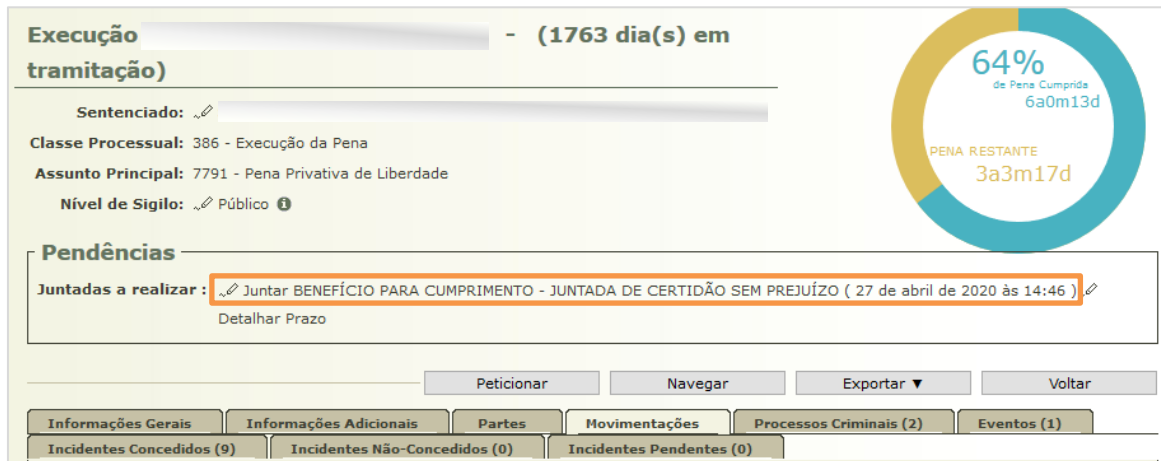 Execução - (1763 dia(s) em
tramitação)
Sentenciado:
Classe Processual: 386 - Execução da Pena
Assunto Principal: 7791 - Pena Privativa de Liberdade
Nível de Sigilo: Público
64%
de Pena Cumprida
6a0m13d
PENA RESTANTE
3a3m17d
Pendências
Juntadas a realizar : Juntar BENEFÍCIO PARA CUMPRIMENTO - JUNTADA DE CERTIDÃO SEM PREJUÍZO ( 27 de abril de 2020 às 14:46 )
Detalhar Prazo
Peticionar Navegar Exportar ▼ Voltar
Informações Gerais Informações Adicionais Partes Movimentações Processos Criminais (2) Eventos (1)
Incidentes Concedidos (9) Incidentes Não-Concedidos (0) Incidentes Pendentes (0)